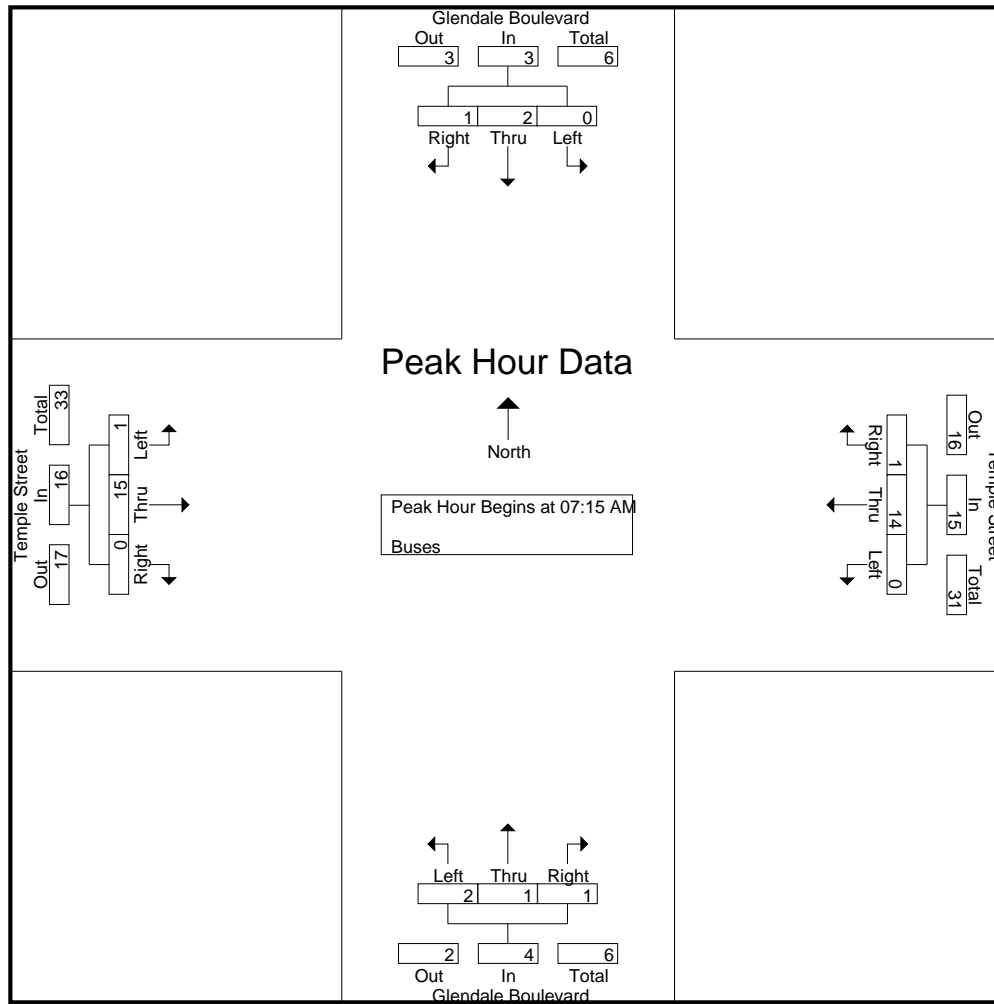 Glendale Boulevard
Out In Total
3 3 6
1 2 0
Right Thru Left
Peak Hour Data
North
Peak Hour Begins at 07:15 AM
Buses
Temple Street
Total In Out
33 16 17
1 15 0
Left Thru Right
Temple Street
Out In Total
16 15 31
1 14 0
Right Thru Left
Left Thru Right
2 1 1
2 4 6
Out In Total
Glendale Boulevard